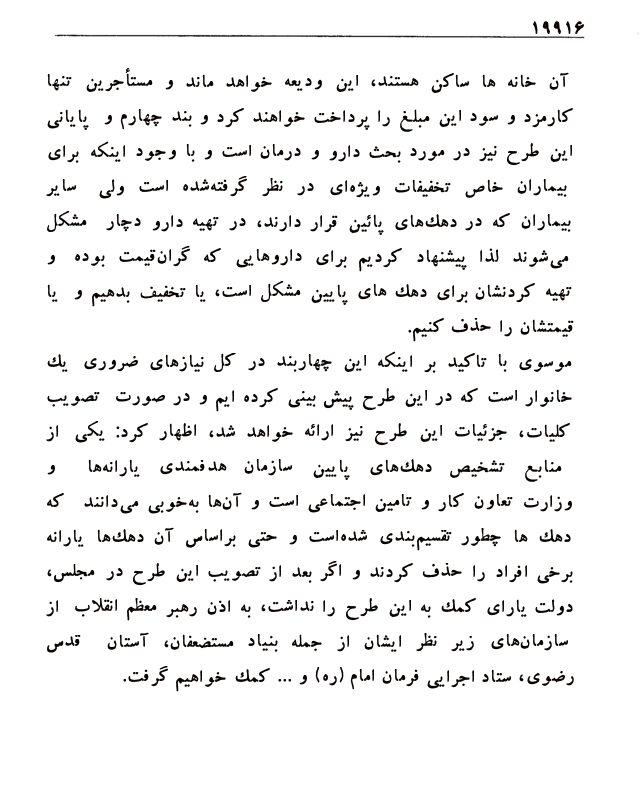 ۱۹۹۱۶
آن خانه ها ساکن هستند، این ودیعه خواهد ماند و مستأجرین تنها
کارمزد و سود این مبلغ را پرداخت خواهند کرد و بند چهارم و پایانی
این طرح نیز در مورد بحث دارو و درمان است و با وجود اینکه برای
بیماران خاص تخفیفات ویژه‌ای در نظر گرفته‌شده است ولی سایر
بیماران که در دهك‌های پائین قرار دارند، در تهیه دارو دچار مشکل
می‌شوند لذا پیشنهاد کردیم برای داروهایی که گران‌قیمت بوده و
تهیه کردنشان برای دهك های پایین مشکل است، یا تخفیف بدهیم و یا
قیمتشان را حذف کنیم.
موسوی با تاکید بر اینکه این چهاربند در کل نیازهای ضروری یك
خانوار است که در این طرح پیش بینی کرده ایم و در صورت تصویب
کلیات، جزئیات این طرح نیز ارائه خواهد شد، اظهار کرد: یکی از
منابع تشخیص دهك‌های پایین سازمان هدفمندی یارانه‌ها و
وزارت تعاون کار و تامین اجتماعی است و آن‌ها به‌خوبی می‌دانند که
دهك ها چطور تقسیم‌بندی شده‌است و حتی براساس آن دهك‌ها یارانه
برخی افراد را حذف کردند و اگر بعد از تصویب این طرح در مجلس،
دولت یارای کمك به این طرح را نداشت، به اذن رهبر معظم انقلاب از
سازمان‌های زیر نظر ایشان از جمله بنیاد مستضعفان، آستان قدس
رضوی، ستاد اجرایی فرمان امام (ره) و ... کمك خواهیم گرفت.